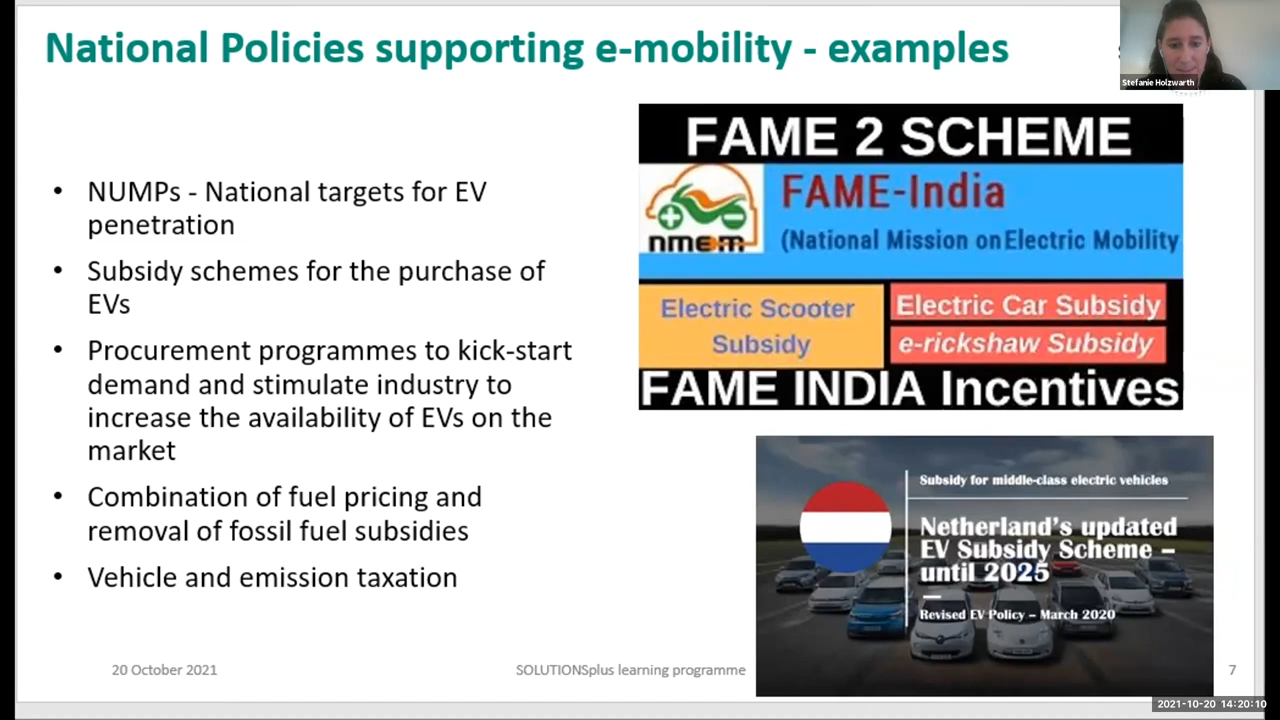 National Policies supporting e-mobility - examples
Stefanie Holzwarth
• NUMPs - National targets for EV
penetration
• Subsidy schemes for the purchase of
EVs
• Procurement programmes to kick-start
demand and stimulate industry to
increase the availability of EVs on the
market
• Combination of fuel pricing and
removal of fossil fuel subsidies
• Vehicle and emission taxation
FAME 2 SCHEME
nmem
FAME-India
(National Mission on Electric Mobility
Electric Scooter
Subsidy
Electric Car Subsidy
e-rickshaw Subsidy
FAME INDIA Incentives
Subsidy for middle-class electric vehicles
Netherland's updated
EV Subsidy Scheme –
until 2025
Revised EV Policy – March 2020
20 October 2021
SOLUTIONSplus learning programme
7
2021-10-20 14:20:10